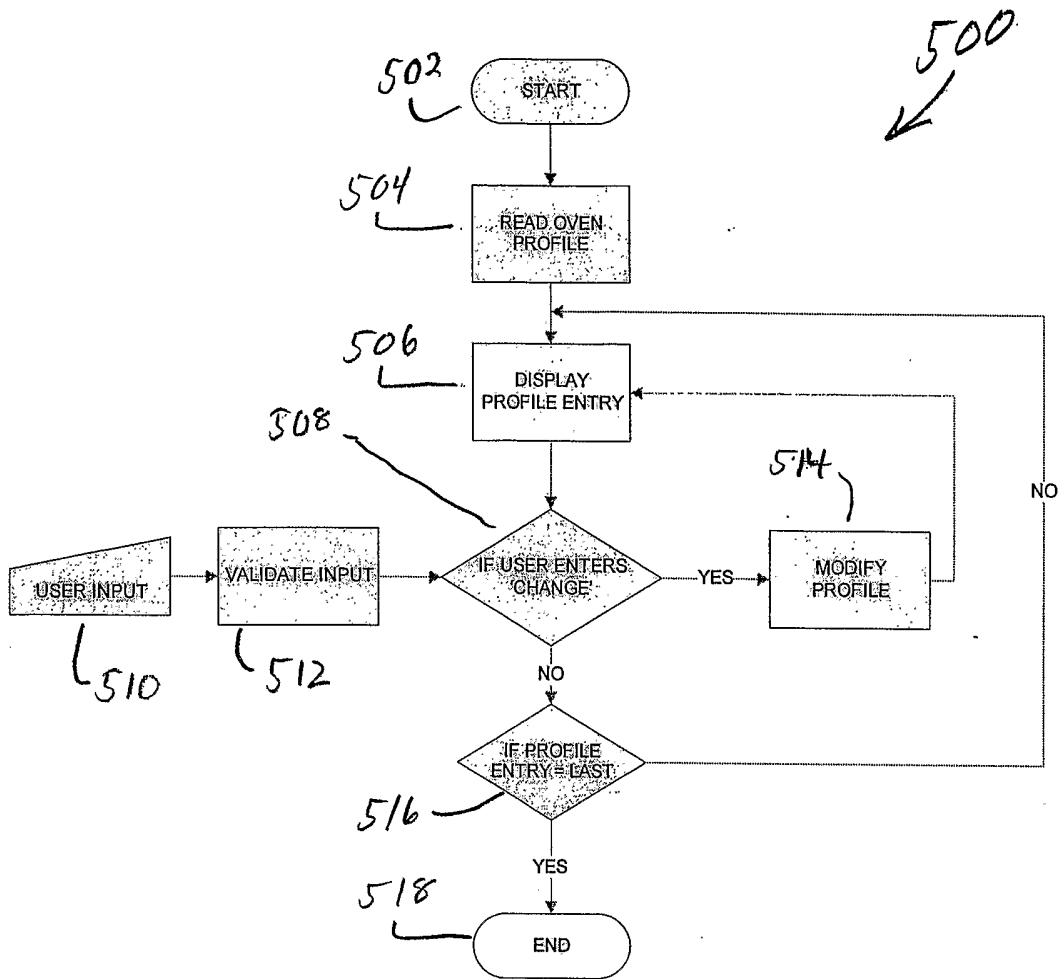 500
502
START
504
READ OVEN
PROFILE
506
DISPLAY
PROFILE ENTRY
508
514
NO
USER INPUT
VALIDATE INPUT
IF USER ENTERS
CHANGE
YES
MODIFY
PROFILE
510
512
NO
IF PROFILE
ENTRY = LAST
516
YES
518
END